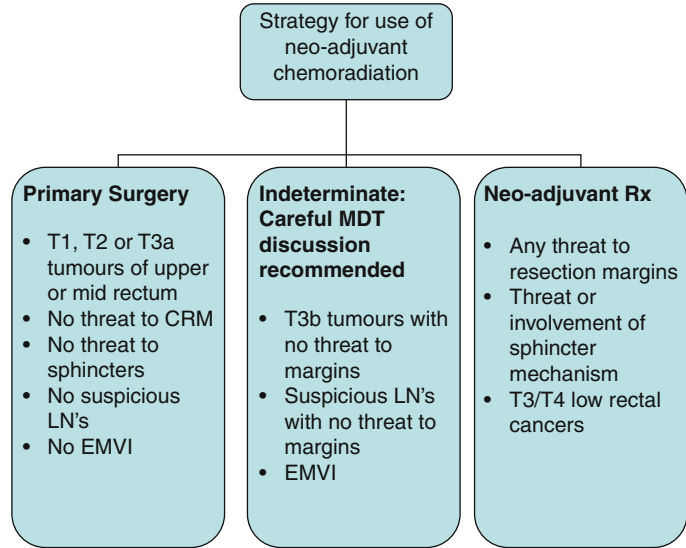 Strategy for use of
neo-adjuvant
chemoradiation
Primary Surgery
• T1, T2 or T3a
tumours of upper
or mid rectum
• No threat to CRM
• No threat to
sphincters
• No suspicious
LN's
• No EMVI
Indeterminate:
Careful MDT
discussion
recommended
• T3b tumours with
no threat to
margins
• Suspicious LN's
with no threat to
margins
• EMVI
Neo-adjuvant Rx
• Any threat to
resection margins
• Threat or
involvement of
sphincter
mechanism
• T3/T4 low rectal
cancers